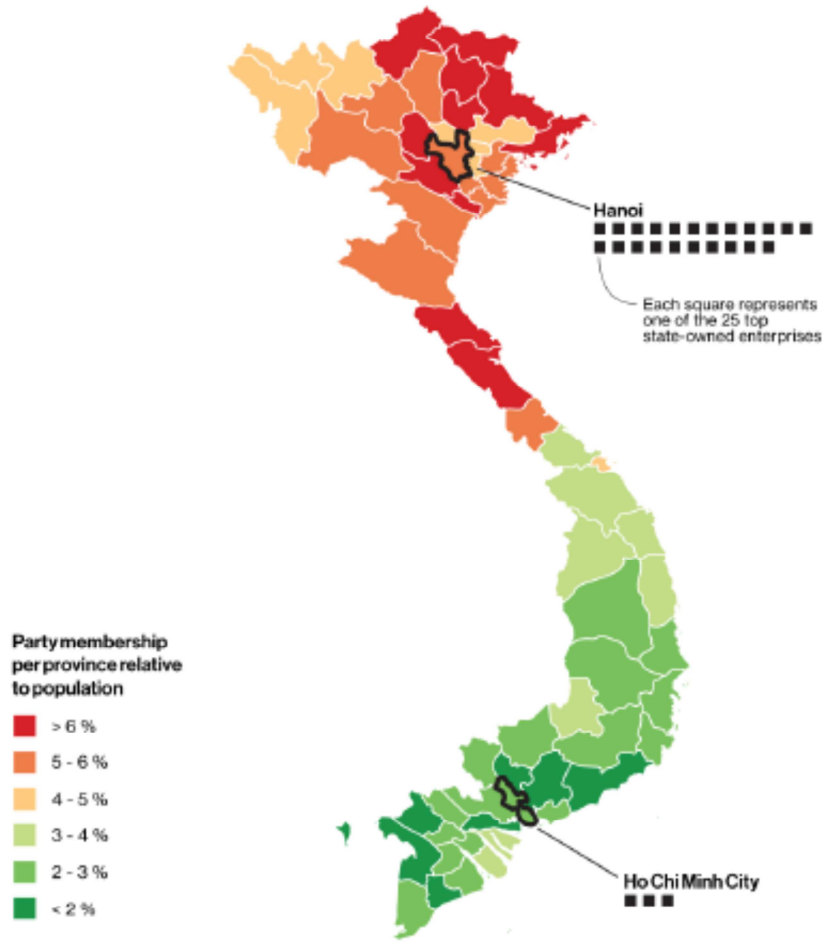 Hanoi
Each square represents
one of the 25 top
state-owned enterprises
Party membership
per province relative
to population
> 6 %
5 - 6 %
4 - 5 %
3 - 4 %
2 - 3 %
< 2 %
Ho Chi Minh City